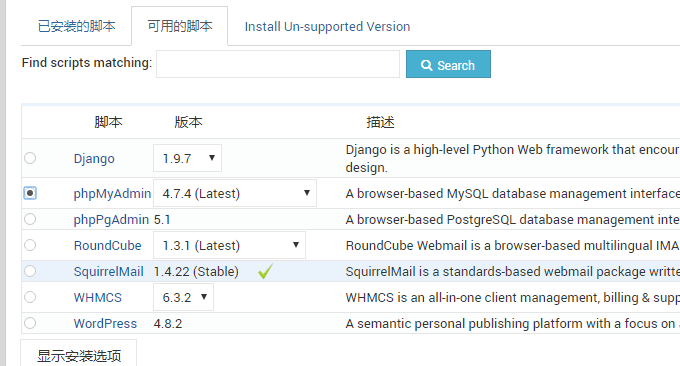 已安装的脚本 可用的脚本 Install Un-supported Version
Find scripts matching: Search
脚本 版本 描述
Django 1.9.7 Django is a high-level Python Web framework that encour
design.
phpMyAdmin 4.7.4 (Latest) A browser-based MySQL database management interface
phpPgAdmin 5.1 A browser-based PostgreSQL database management inte
RoundCube 1.3.1 (Latest) RoundCube Webmail is a browser-based multilingual IMA
SquirrelMail 1.4.22 (Stable) SquirrelMail is a standards-based webmail package writte
WHMCS 6.3.2 WHMCS is an all-in-one client management, billing & supp
WordPress 4.8.2 A semantic personal publishing platform with a focus on
显示安装选项